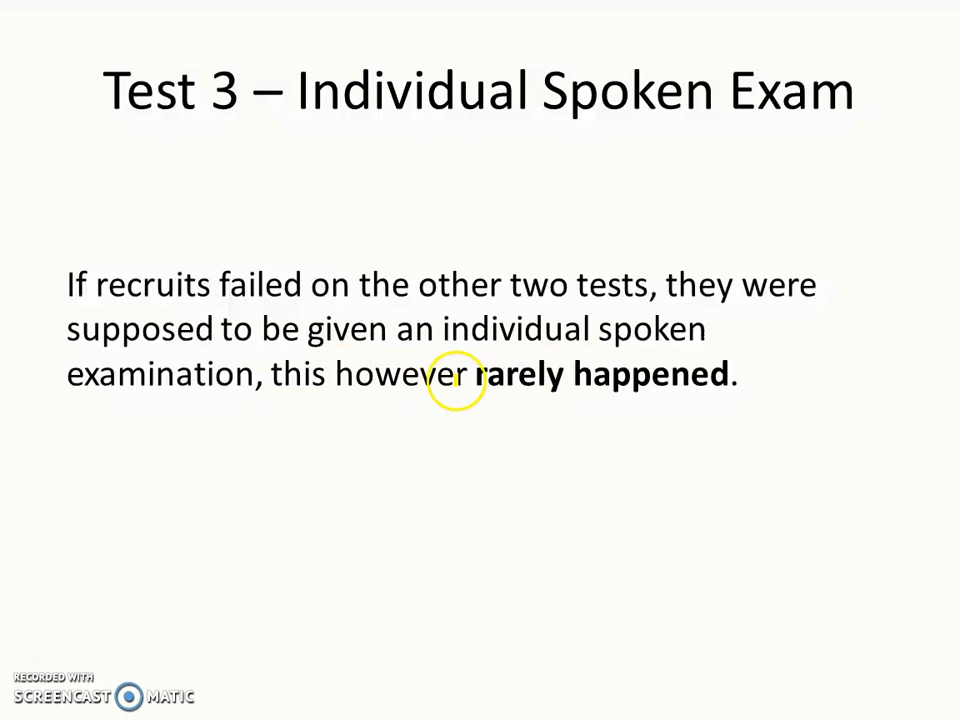 Test 3 – Individual Spoken Exam
If recruits failed on the other two tests, they were
supposed to be given an individual spoken
examination, this however rarely happened.
RECORDED WITH
SCREENCAST MATIC